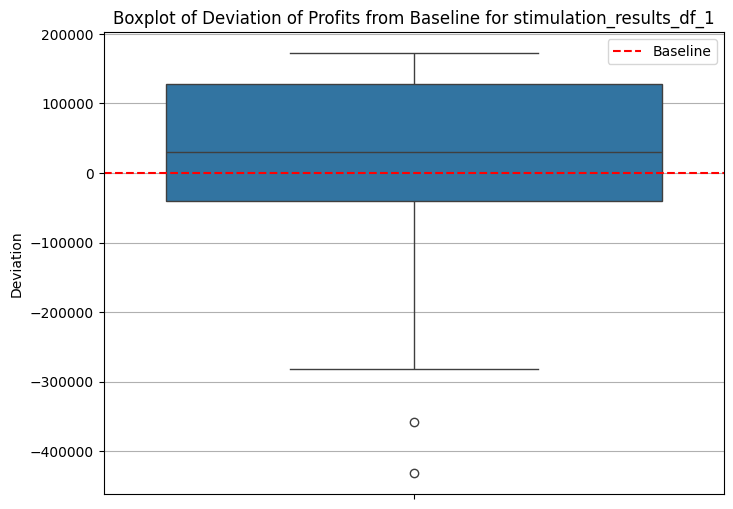 Boxplot of Deviation of Profits from Baseline for stimulation_results_df_1
200000
Baseline
100000
0
−100000
Deviation
−200000
−300000
−400000